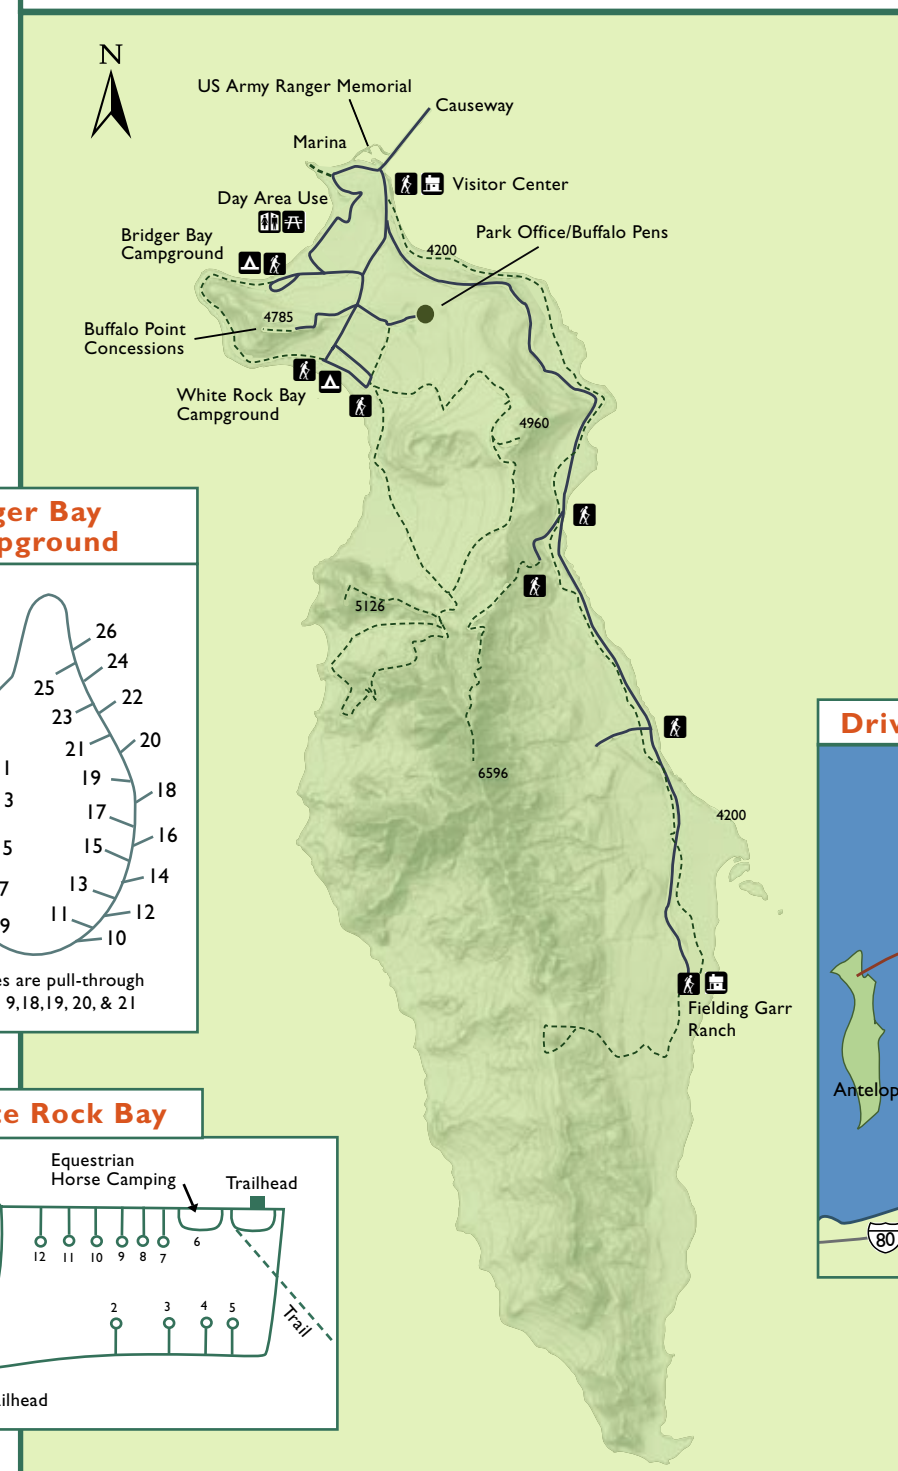 N
US Army Ranger Memorial
Causeway
Marina
Visitor Center
Day Area Use
Park Office/Buffalo Pens
Bridger Bay
Campground
4200
4785
Buffalo Point
Concessions
White Rock Bay
Campground
4960
5126
6596
4200
Fielding Garr
Ranch
ger Bay
pground
26
24
25
22
23
20
21
1
19
18
3
17
16
5
15
14
7
13
12
9
11
10
es are pull-through
9,18,19, 20, & 21
Driv
Antelop
80
te Rock Bay
Equestrian
Horse Camping
Trailhead
12
11
10
9
8
7
6
2
3
4
5
Trail
ailhead